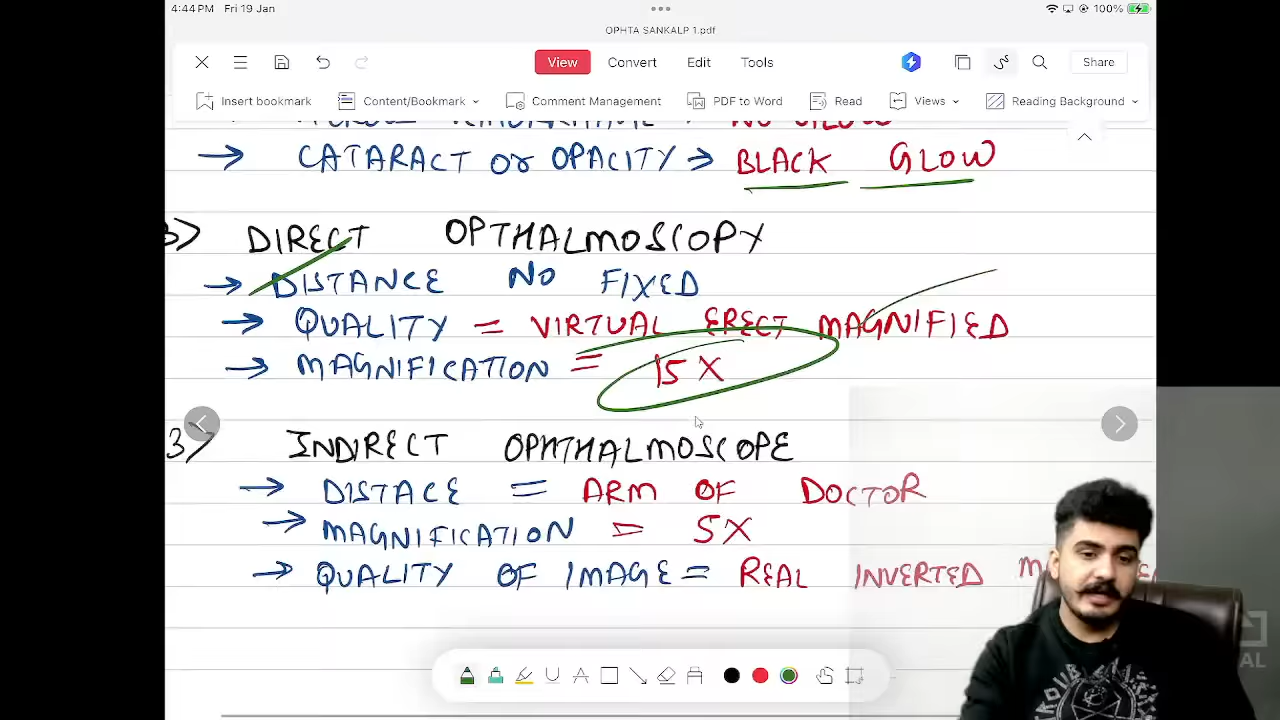 4:44 PM Fri 19 Jan
100%
OPHTA SANKALP 1.pdf
View Convert Edit Tools Share
Insert bookmark Content/Bookmark Comment Management PDF to Word Read Views Reading Background
NO GLOW
→ CATARACT or OPACITY → BLACK GLOW
DIRECT OPTHALMOSCOPY
→ DISTANCE NO FIXED
→ QUALITY = VIRTUAL ERECT MAGNIFIED
→ MAGNIFICATION = 15 X
3> INDIRECT OPHTHALMOSCOPE
→ DISTACE = ARM OF DOCTOR
→ MAGNIFICATION = 5X
→ QUALITY OF IMAGE = REAL INVERTED